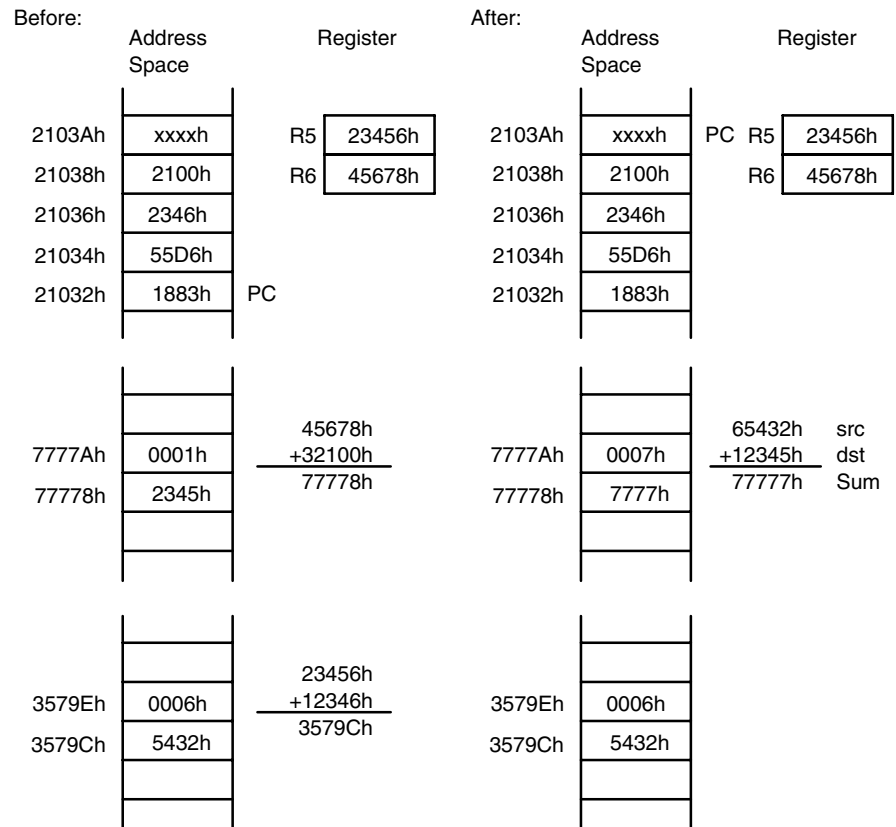 Before:
Address Space
Register
2103Ah xxxxh R5 23456h
21038h 2100h R6 45678h
21036h 2346h
21034h 55D6h
21032h 1883h PC
45678h
7777Ah 0001h +32100h
77778h 2345h 77778h
23456h
3579Eh 0006h +12346h
3579Ch 5432h 3579Ch
After:
Address Space
Register
2103Ah xxxxh PC R5 23456h
21038h 2100h R6 45678h
21036h 2346h
21034h 55D6h
21032h 1883h
65432h src
7777Ah 0007h +12345h dst
77778h 7777h 77777h Sum
3579Eh 0006h
3579Ch 5432h